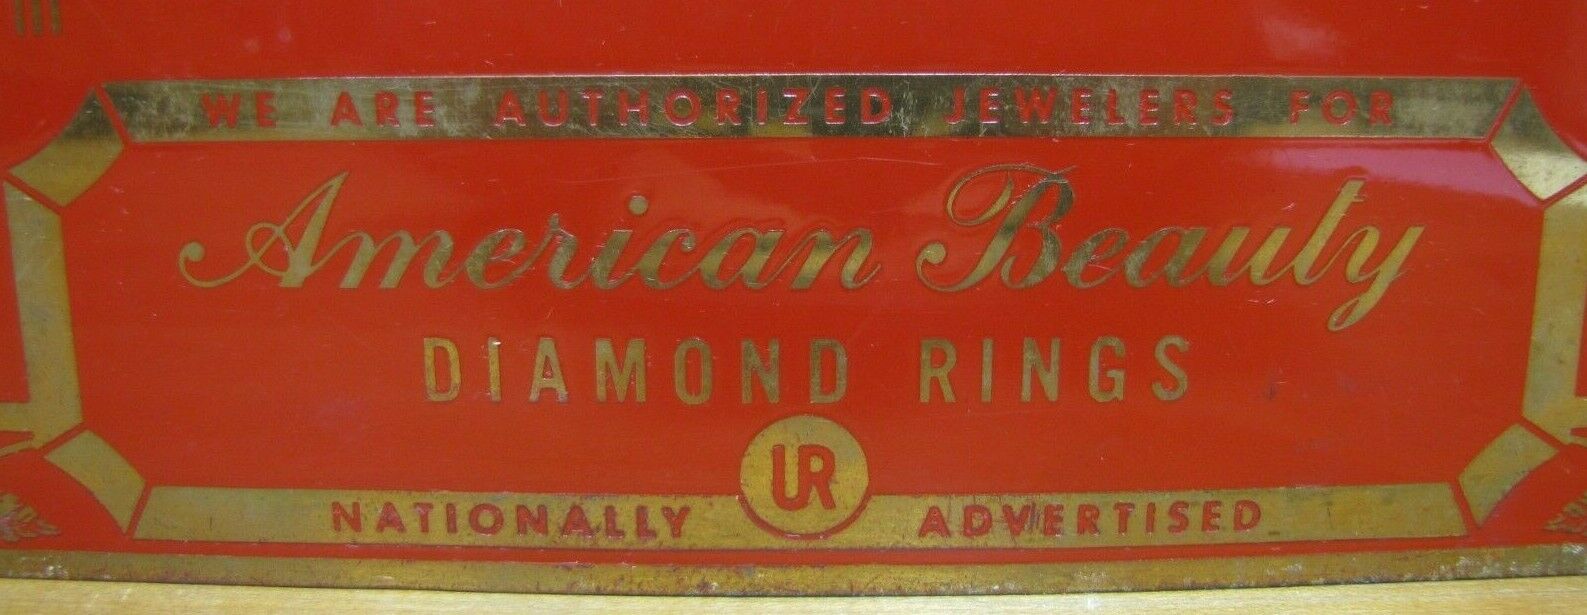 WE ARE AUTHORIZED JEWELERS FOR
American Beauty
DIAMOND RINGS
UR
NATIONALLY ADVERTISED